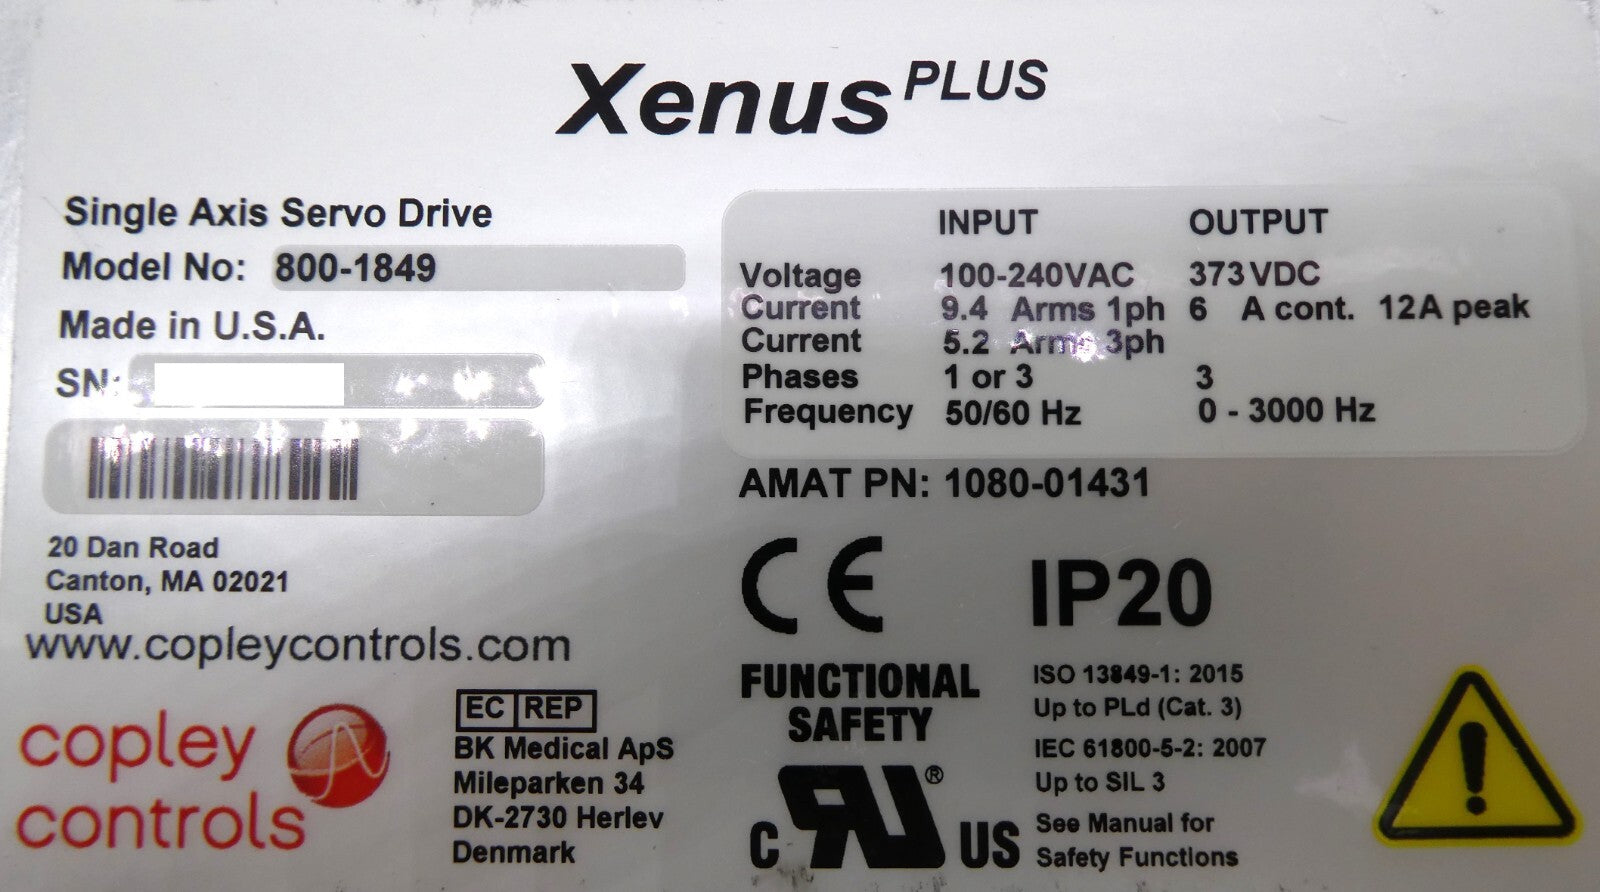 Xenus PLUS
Single Axis Servo Drive
Model No: 800-1849
Made in U.S.A.
SN:
20 Dan Road
Canton, MA 02021
USA
www.copleycontrols.com
copley
controls
EC REP
BK Medical ApS
Mileparken 34
DK-2730 Herlev
Denmark
INPUT OUTPUT
Voltage 100-240VAC 373VDC
Current 9.4 Arms 1ph 6 A cont. 12A peak
Current 5.2 Arms 3ph
Phases 1 or 3 3
Frequency 50/60 Hz 0 - 3000 Hz
AMAT PN: 1080-01431
CE IP20
FUNCTIONAL
SAFETY
ISO 13849-1: 2015
Up to PLd (Cat. 3)
IEC 61800-5-2: 2007
Up to SIL 3
See Manual for
Safety Functions
C RU® US
!